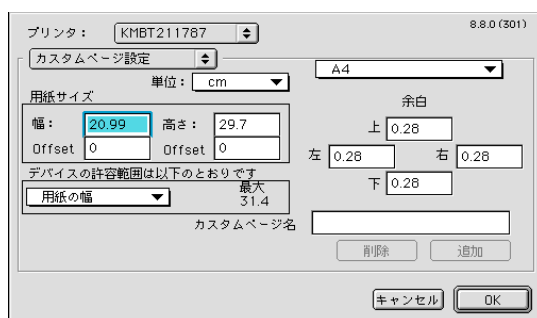 プリンタ： KMBT211787 8.8.0 (301)
カスタムページ設定
単位： cm A4
用紙サイズ 余白
幅： 20.99 高さ： 29.7 上 0.28
Offset 0 Offset 0 左 0.28 右 0.28
デバイスの許容範囲は以下のとおりです
用紙の幅 最大 下 0.28
31.4
カスタムページ名
削除 追加
キャンセル OK